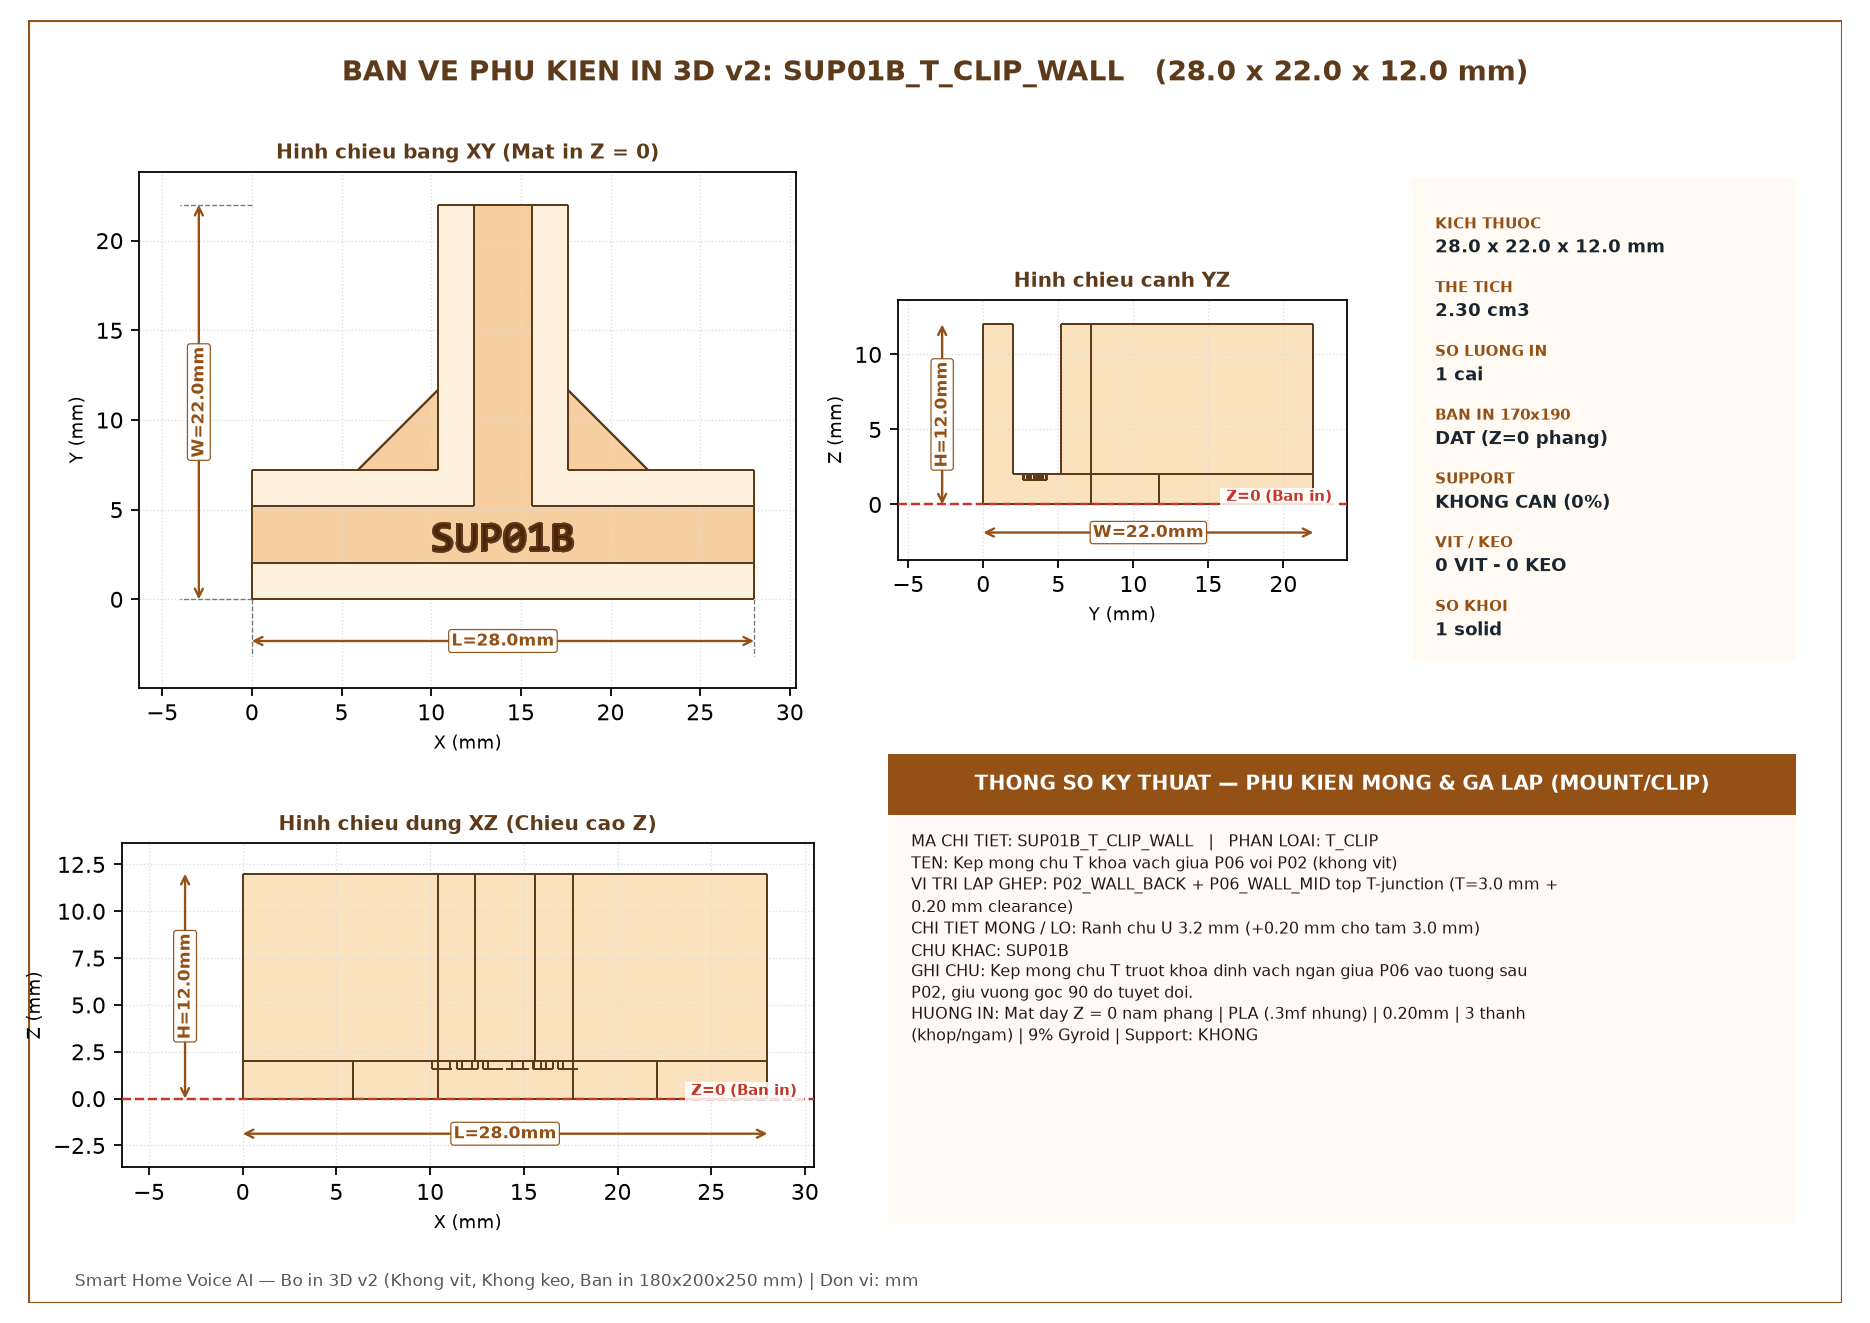 BAN VE PHU KIEN IN 3D v2: SUP01B_T_CLIP_WALL   (28.0 x 22.0 x 12.0 mm)
Hinh chieu bang XY (Mat in Z = 0)
20
15
10
5
0
Y (mm)
W=22.0mm
SUP01B
L=28.0mm
−5 0 5 10 15 20 25 30
X (mm)
Hinh chieu canh YZ
10
5
0
Z (mm)
H=12.0mm
Z=0 (Ban in)
W=22.0mm
−5 0 5 10 15 20
Y (mm)
KICH THUOC
28.0 x 22.0 x 12.0 mm
THE TICH
2.30 cm3
SO LUONG IN
1 cai
BAN IN 170x190
DAT (Z=0 phang)
SUPPORT
KHONG CAN (0%)
VIT / KEO
0 VIT - 0 KEO
SO KHOI
1 solid
Hinh chieu dung XZ (Chieu cao Z)
12.5
10.0
7.5
5.0
2.5
0.0
−2.5
Z (mm)
H=12.0mm
Z=0 (Ban in)
L=28.0mm
−5 0 5 10 15 20 25 30
X (mm)
THONG SO KY THUAT — PHU KIEN MONG & GA LAP (MOUNT/CLIP)
MA CHI TIET: SUP01B_T_CLIP_WALL   |   PHAN LOAI: T_CLIP
TEN: Kep mong chu T khoa vach giua P06 voi P02 (khong vit)
VI TRI LAP GHEP: P02_WALL_BACK + P06_WALL_MID top T-junction (T=3.0 mm +
0.20 mm clearance)
CHI TIET MONG / LO: Ranh chu U 3.2 mm (+0.20 mm cho tam 3.0 mm)
CHU KHAC: SUP01B
GHI CHU: Kep mong chu T truot khoa dinh vach ngan giua P06 vao tuong sau
P02, giu vuong goc 90 do tuyet doi.
HUONG IN: Mat day Z = 0 nam phang | PLA (.3mf nhung) | 0.20mm | 3 thanh
(khop/ngam) | 9% Gyroid | Support: KHONG
Smart Home Voice AI — Bo in 3D v2 (Khong vit, Khong keo, Ban in 180x200x250 mm) | Don vi: mm